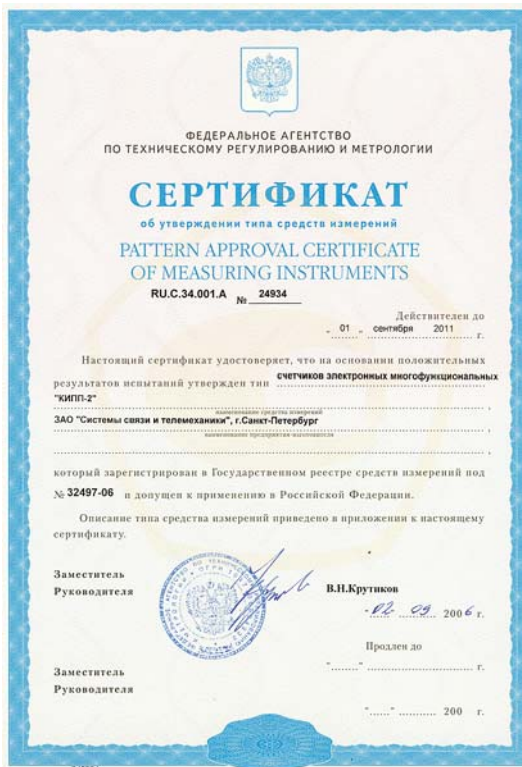 ФЕДЕРАЛЬНОЕ АГЕНТСТВО
ПО ТЕХНИЧЕСКОМУ РЕГУЛИРОВАНИЮ И МЕТРОЛОГИИ
СЕРТИФИКАТ
об утверждении типа средств измерений
PATTERN APPROVAL CERTIFICATE
OF MEASURING INSTRUMENTS
RU.C.34.001.A № 24934
Действителен до
" 01 " сентября 2011 г.
Настоящий сертификат удостоверяет, что на основании положительных
результатов испытаний утвержден тип счетчиков электронных многофункциональных
"КИПП-2"
наименование средства измерений
ЗАО "Системы связи и телемеханики", г.Санкт-Петербург
наименование предприятия-изготовителя
который зарегистрирован в Государственном реестре средств измерений под
№ 32497-06 и допущен к применению в Российской Федерации.
Описание типа средства измерений приведено в приложении к настоящему
сертификату.
Заместитель
Руководителя
В.Н.Крутиков
02 09 2006 г.
Продлен до
"......" ............ г.
Заместитель
Руководителя
"......" ............ 200 г.